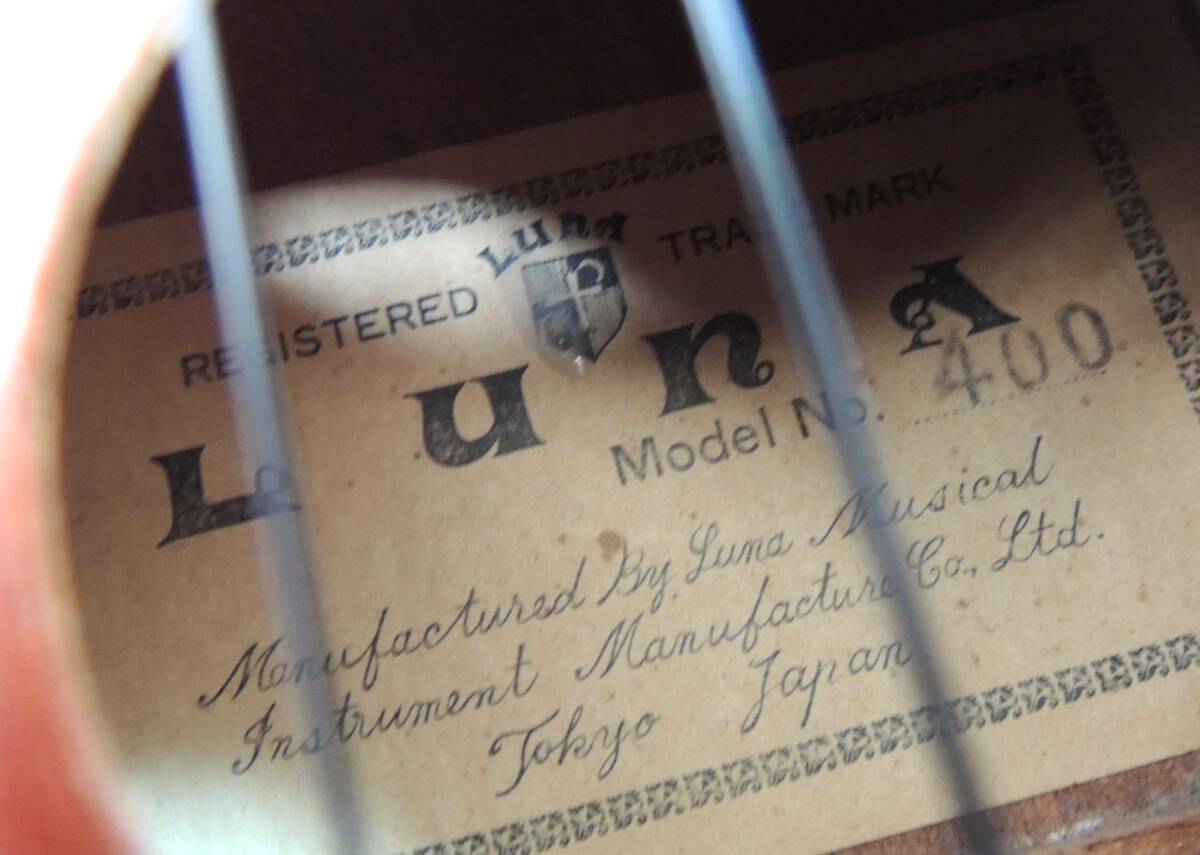 Luna
REGISTERED TRADE MARK
LunA
Model No. 400
Manufactured By Luna Musical
Instrument Manufacture Co., Ltd.
Tokyo Japan